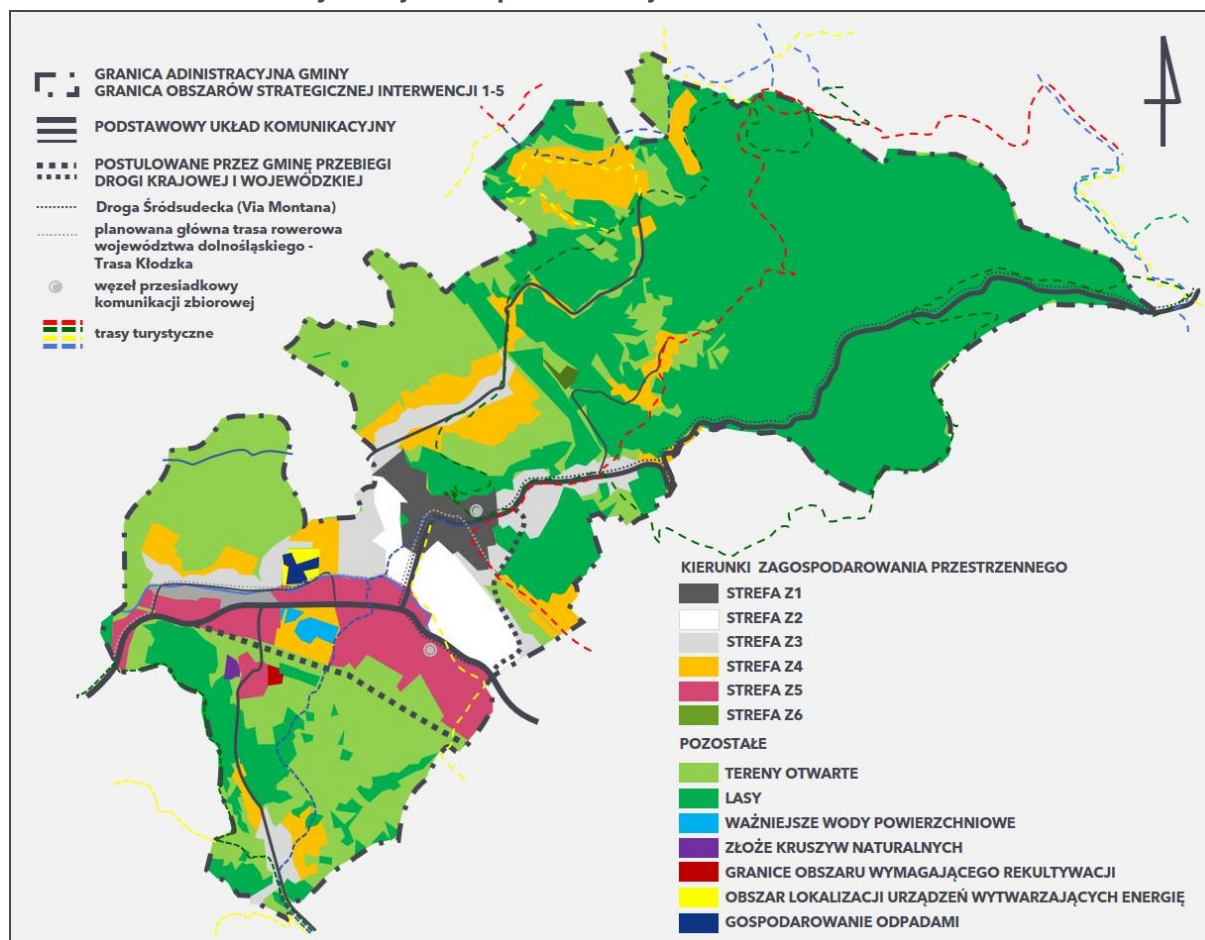 GRANICA ADINISTRACYJNA GMINY
GRANICA OBSZARÓW STRATEGICZNEJ INTERWENCJI 1-5
PODSTAWOWY UKŁAD KOMUNIKACYJNY
POSTULOWANE PRZEZ GMINĘ PRZEBIEGI
DROGI KRAJOWEJ I WOJEWÓDZKIEJ
Droga Śródsudecka (Via Montana)
planowana główna trasa rowerowa
województwa dolnośląskiego -
Trasa Kłodzka
węzeł przesiadkowy
komunikacji zbiorowej
trasy turystyczne
KIERUNKI ZAGOSPODAROWANIA PRZESTRZENNEGO
STREFA Z1
STREFA Z2
STREFA Z3
STREFA Z4
STREFA Z5
STREFA Z6
POZOSTAŁE
TERENY OTWARTE
LASY
WAŻNIEJSZE WODY POWIERZCHNIOWE
ZŁOŻE KRUSZYW NATURALNYCH
GRANICE OBSZARU WYMAGAJĄCEGO REKULTYWACJI
OBSZAR LOKALIZACJI URZĄDZEŃ WYTWARZAJĄCYCH ENERGIĘ
GOSPODAROWANIE ODPADAMI